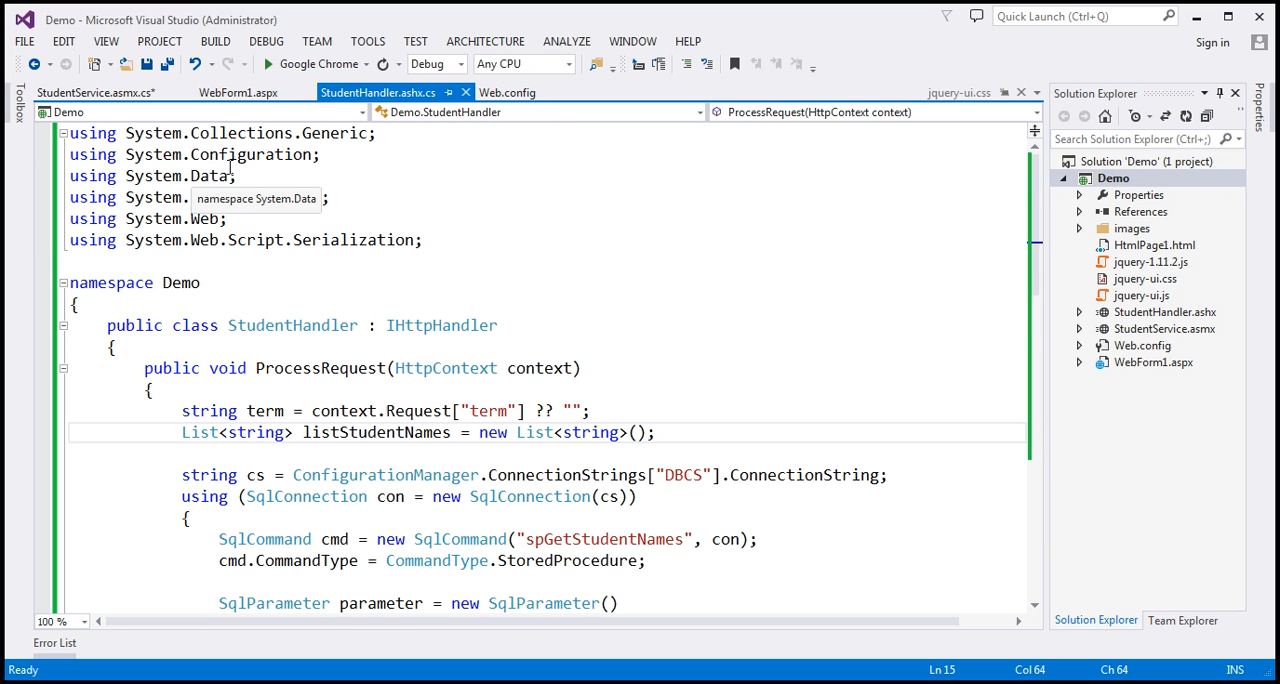 Demo - Microsoft Visual Studio (Administrator)
Quick Launch (Ctrl+Q)
FILE EDIT VIEW PROJECT BUILD DEBUG TEAM TOOLS TEST ARCHITECTURE ANALYZE WINDOW HELP
Sign in
Google Chrome Debug Any CPU
Toolbox
StudentService.asmx.cs* WebForm1.aspx StudentHandler.ashx.cs Web.config jquery-ui.css
Demo Demo.StudentHandler ProcessRequest(HttpContext context)
using System.Collections.Generic;
using System.Configuration;
using System.Data;
using System. ;
namespace System.Data
using System.Web;
using System.Web.Script.Serialization;
namespace Demo
{
public class StudentHandler : IHttpHandler
{
public void ProcessRequest(HttpContext context)
{
string term = context.Request["term"] ?? "";
List<string> listStudentNames = new List<string>();
string cs = ConfigurationManager.ConnectionStrings["DBCS"].ConnectionString;
using (SqlConnection con = new SqlConnection(cs))
{
SqlCommand cmd = new SqlCommand("spGetStudentNames", con);
cmd.CommandType = CommandType.StoredProcedure;
SqlParameter parameter = new SqlParameter()
100 %
Error List
Solution Explorer
Search Solution Explorer (Ctrl+;)
Solution 'Demo' (1 project)
Demo
Properties
References
images
HtmlPage1.html
jquery-1.11.2.js
jquery-ui.css
jquery-ui.js
StudentHandler.ashx
StudentService.asmx
Web.config
WebForm1.aspx
Solution Explorer Team Explorer
Properties
Ready Ln 15 Col 64 Ch 64 INS